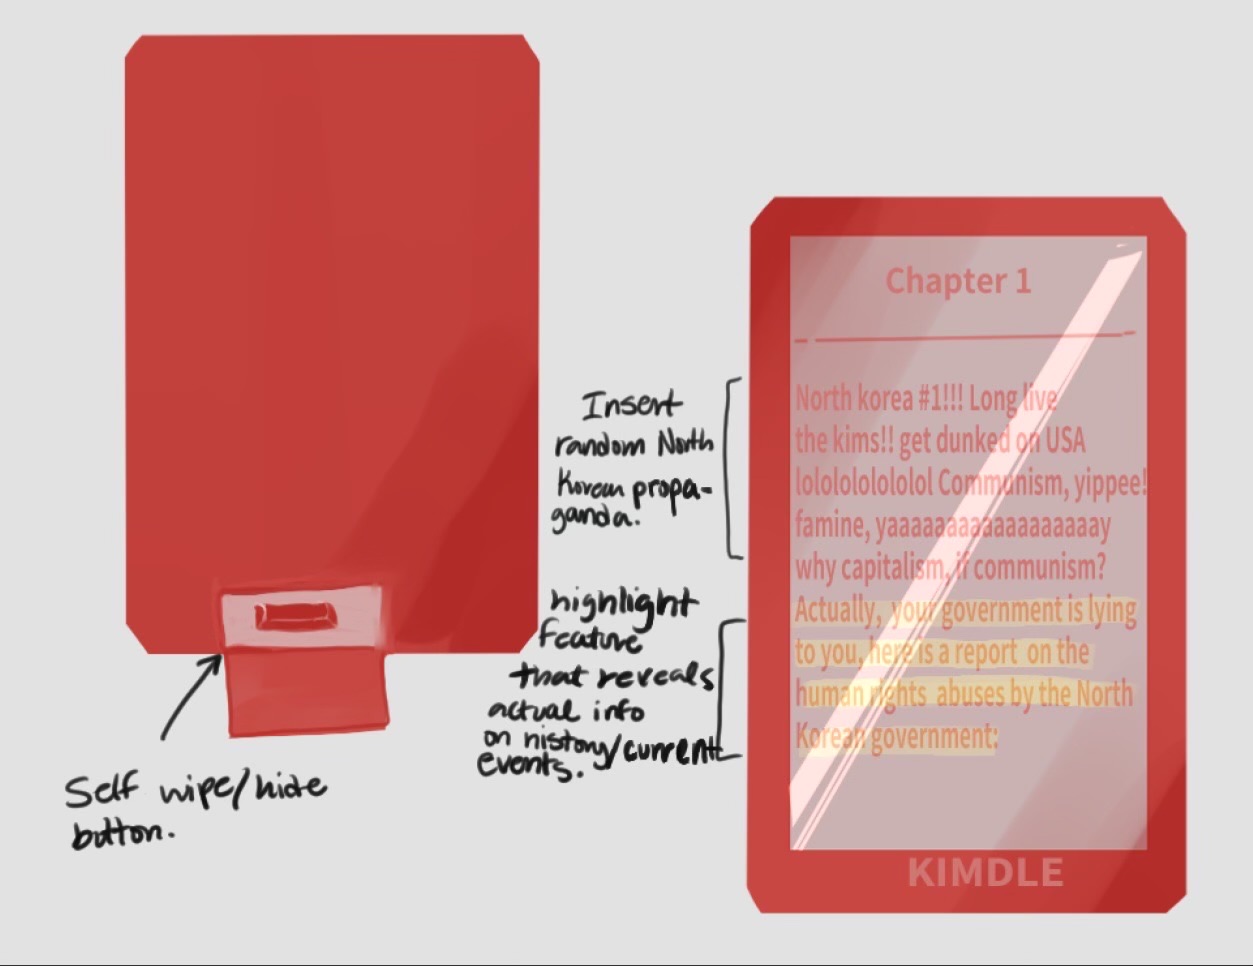 Self wipe/hide
button.
Insert
random North
Korean propa-
ganda.
highlight
feature
that reveals
actual info
on history/current
events.
Chapter 1
North korea #1!!! Long live
the kims!! get dunked on USA
lololololololol Communism, yippee!
famine, yaaaaaaaaaaaaaaaaaay
why capitalism, if communism?
Actually, your government is lying
to you. here is a report on the
human rights abuses by the North
Korean government:
KIMDLE